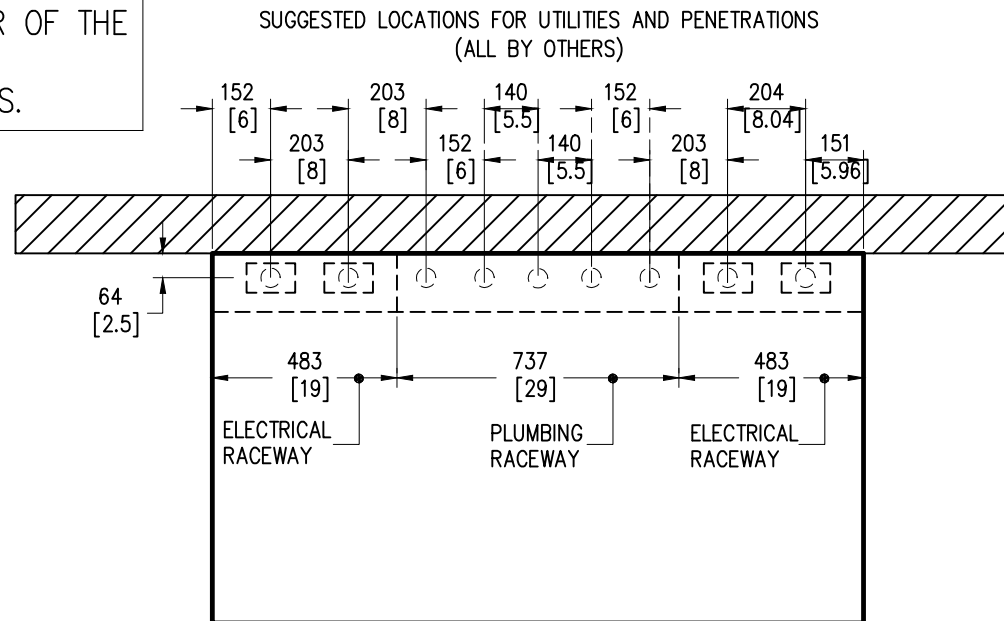 R OF THE
S.
SUGGESTED LOCATIONS FOR UTILITIES AND PENETRATIONS
(ALL BY OTHERS)
152
[6]
203
[8]
140
[5.5]
152
[6]
204
[8.04]
203
[8]
152
[6]
140
[5.5]
203
[8]
151
[5.96]
64
[2.5]
483
[19]
737
[29]
483
[19]
ELECTRICAL
RACEWAY
PLUMBING
RACEWAY
ELECTRICAL
RACEWAY